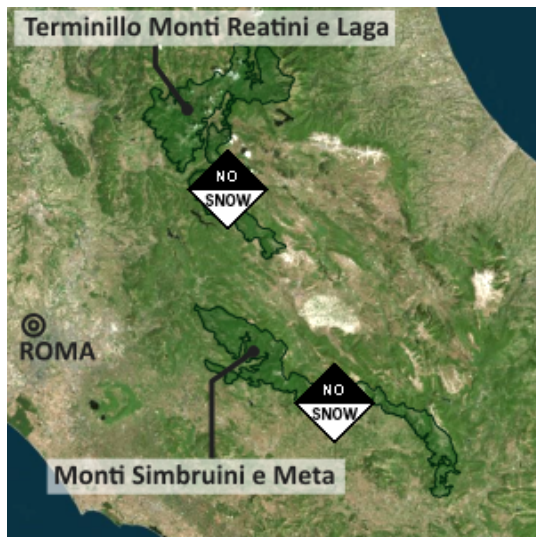 Terminillo Monti Reatini e Laga
NO
SNOW
ROMA
NO
SNOW
Monti Simbruini e Meta